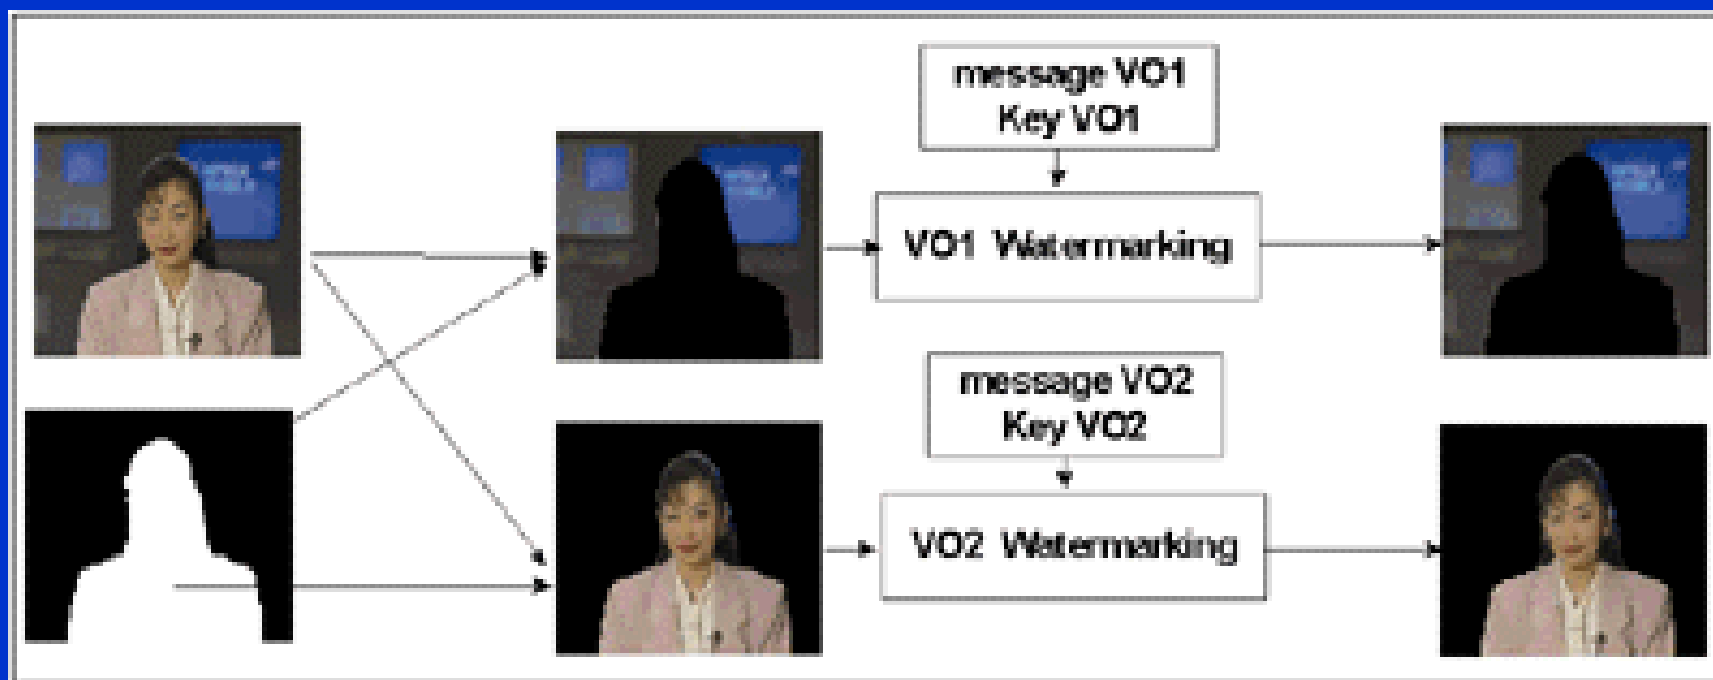 message VO1
Key VO1
VO1 Watermarking
message VO2
Key VO2
VO2 Watermarking